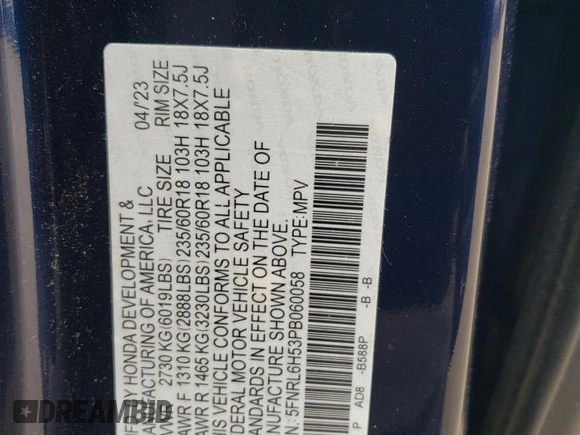 HONDA DEVELOPMENT & 04/'23
OF AMERICA, LLC
2730 KG(6019LBS) TIRE SIZE RIM SIZE
F 1310 KG(2888LBS) 235/60R18 103H 18X7.5J
R 1465 KG(3230LBS) 235/60R18 103H 18X7.5J
VEHICLE CONFORMS TO ALL APPLICABLE
MOTOR VEHICLE SAFETY
IN EFFECT ON THE DATE OF
SHOWN ABOVE.
5FNRL6H53PB060058 TYPE:MPV
P AD8 -B588P -B -B
DREAMBID